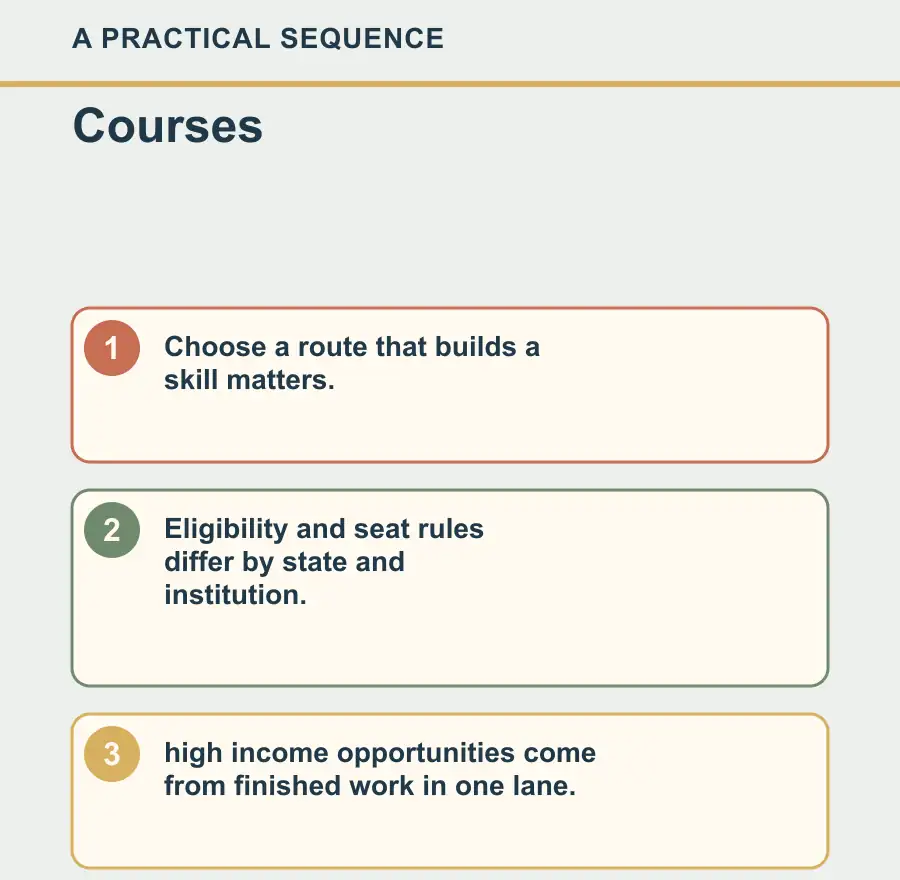 A PRACTICAL SEQUENCE
Courses
1
Choose a route that builds a
skill matters.
2
Eligibility and seat rules
differ by state and
institution.
3
high income opportunities come
from finished work in one lane.